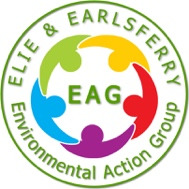 ELIE & EARLSFERRY
EAG
Environmental Action Group